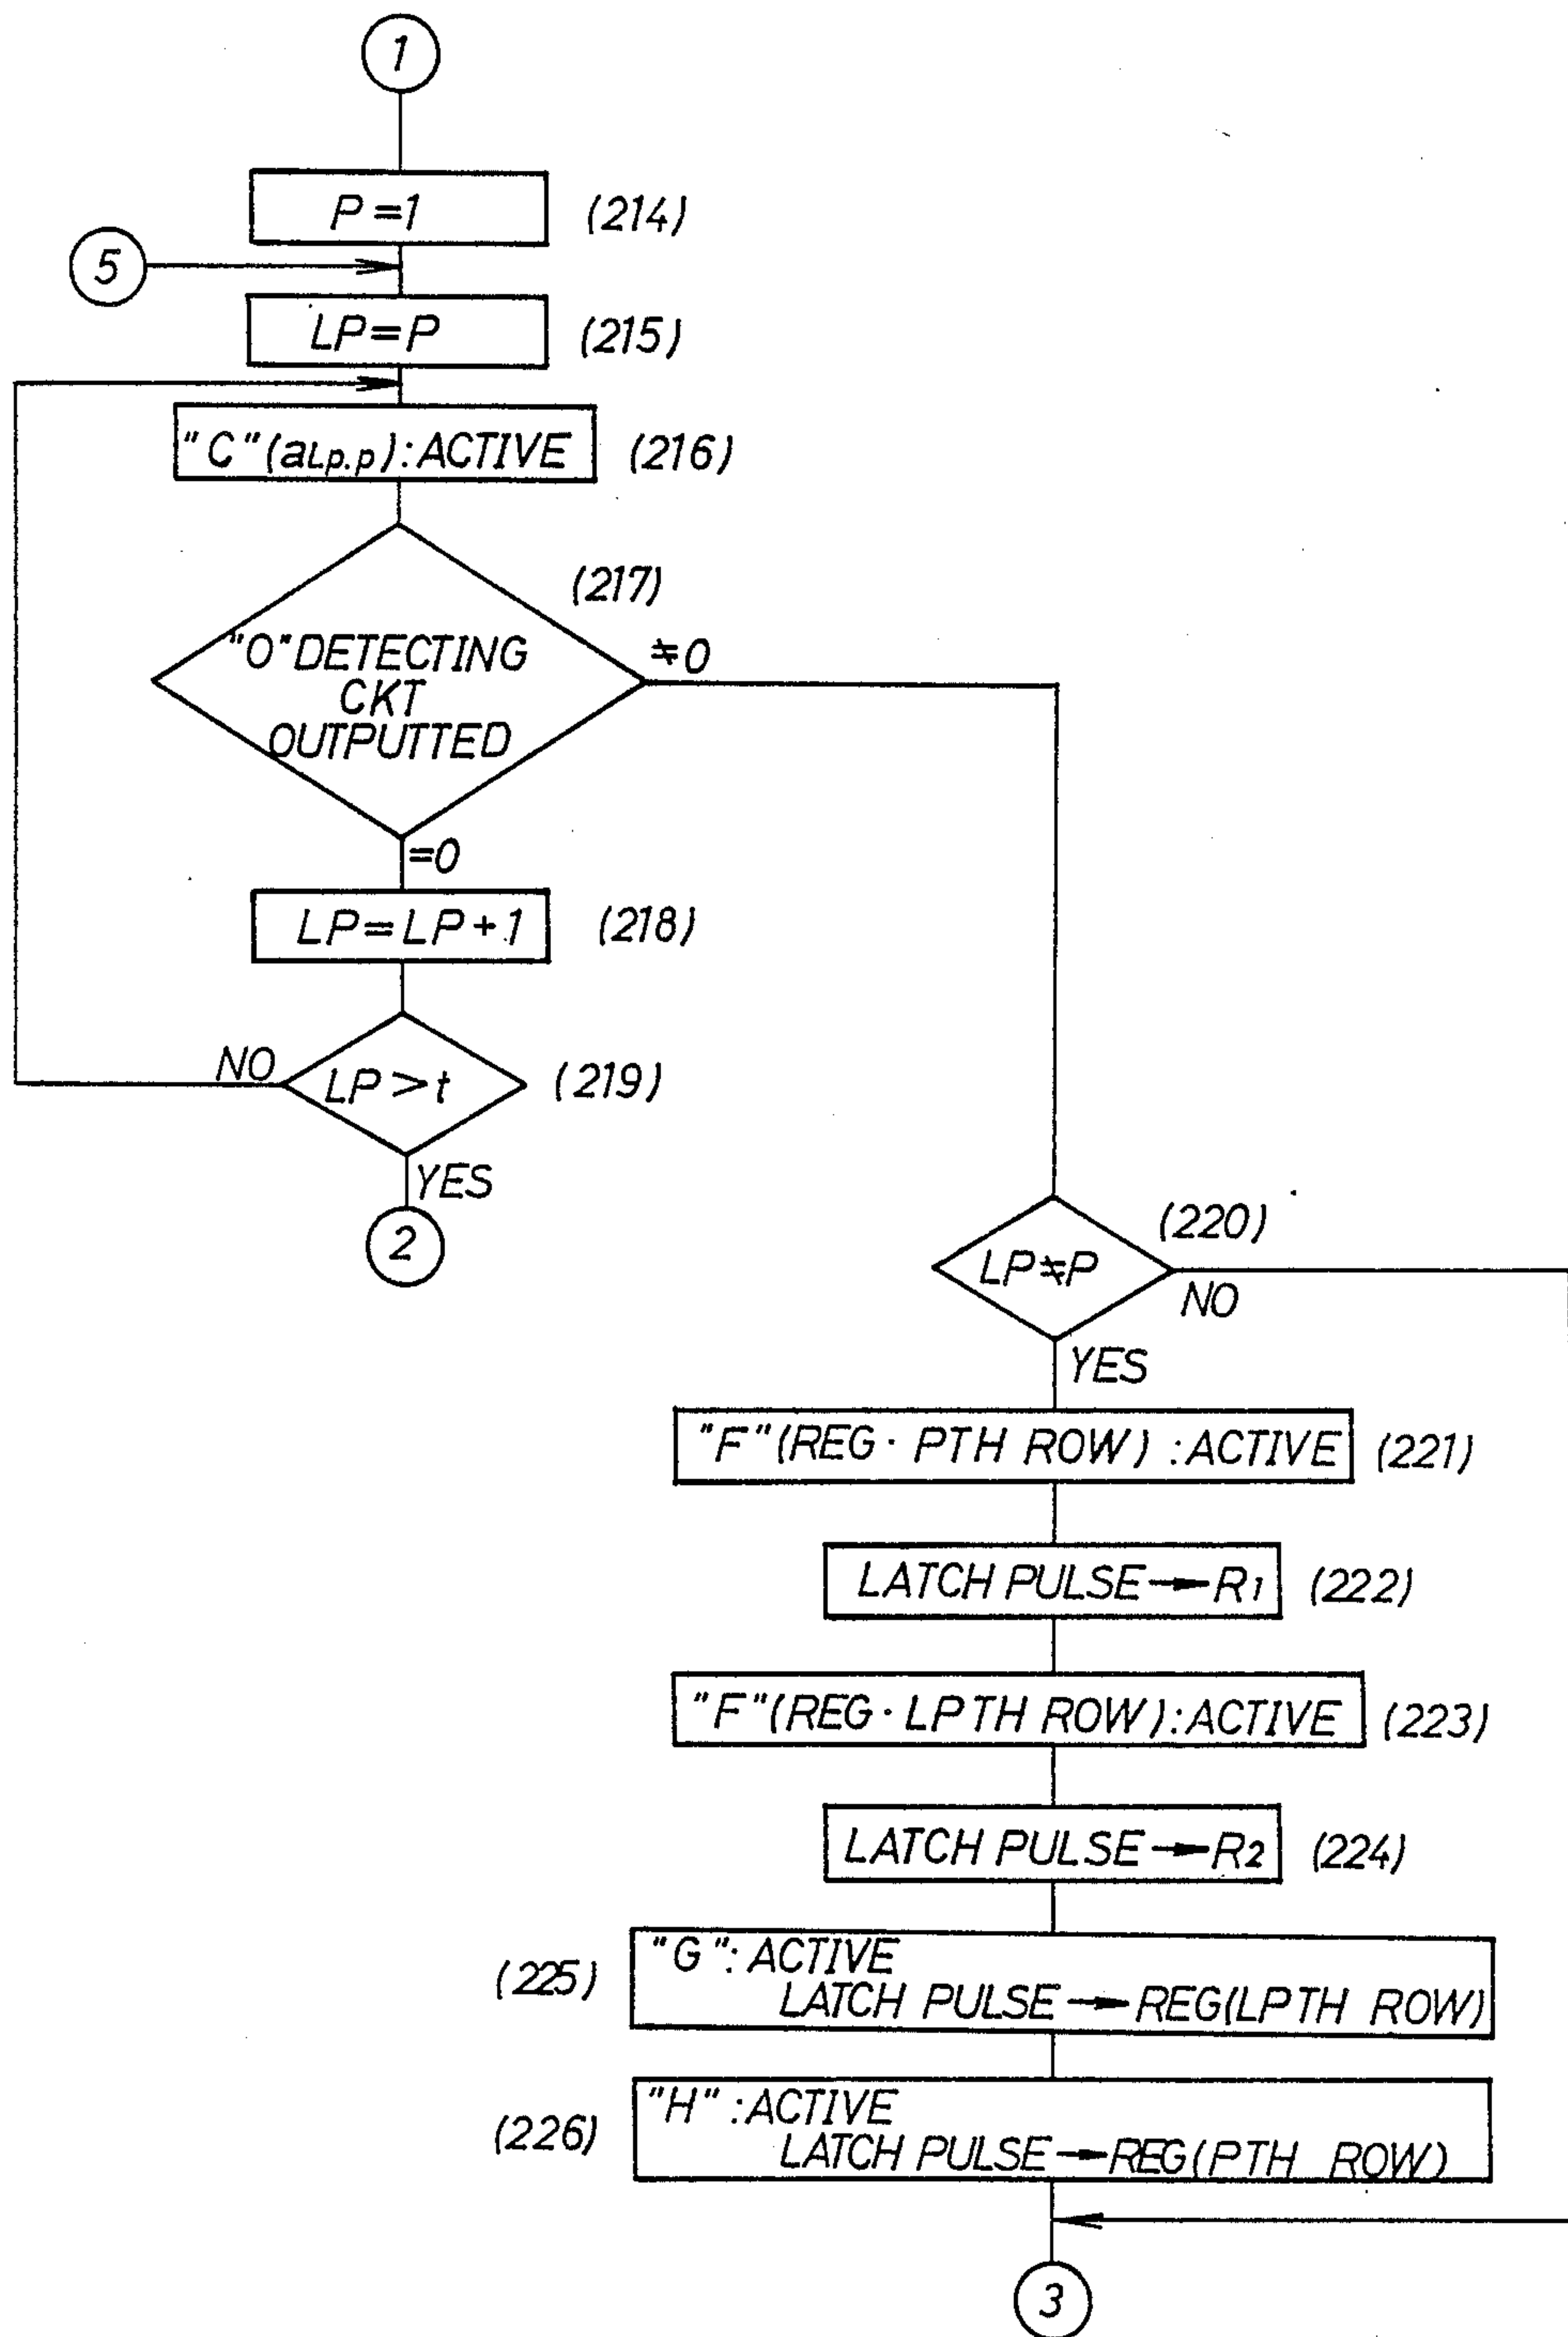 1
P=1 (214)
5
LP=P (215)
"C"(aLp.p):ACTIVE (216)
(217)
"0"DETECTING
CKT
OUTPUTTED
≠0
=0
LP=LP+1 (218)
NO
LP>t (219)
YES
2
(220)
LP≠P
NO
YES
"F"(REG· PTH ROW) :ACTIVE (221)
LATCH PULSE→R1 (222)
"F"(REG· LPTH ROW):ACTIVE (223)
LATCH PULSE→R2 (224)
(225) "G": ACTIVE
LATCH PULSE→REG(LPTH ROW)
(226) "H":ACTIVE
LATCH PULSE→REG(PTH ROW)
3